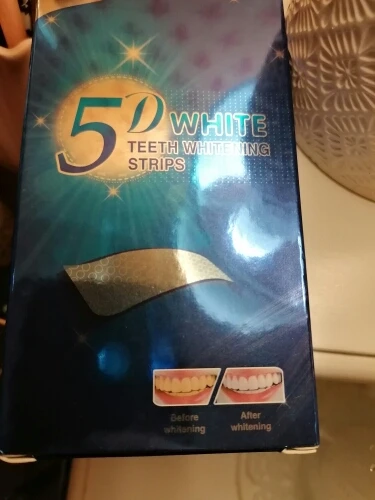 5D WHITE
TEETH WHITENING
STRIPS
Before
whitening
After
whitening